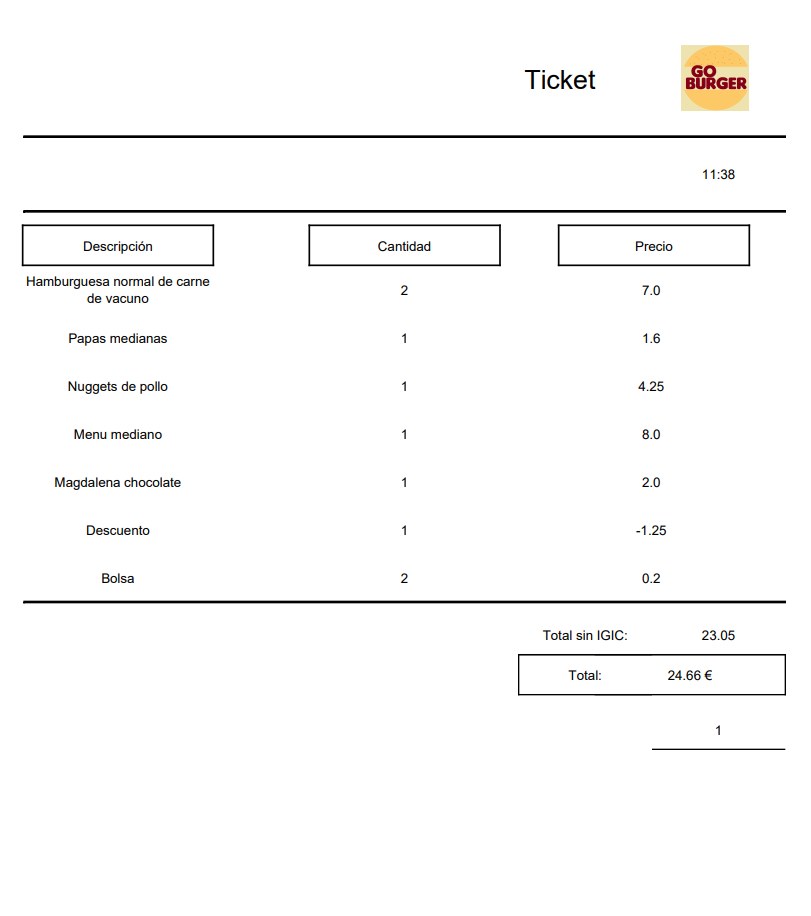 Ticket
GO
BURGER
11:38
Descripción Cantidad Precio
Hamburguesa normal de carne
de vacuno 2 7.0
Papas medianas 1 1.6
Nuggets de pollo 1 4.25
Menu mediano 1 8.0
Magdalena chocolate 1 2.0
Descuento 1 -1.25
Bolsa 2 0.2
Total sin IGIC: 23.05
Total: 24.66 €
1